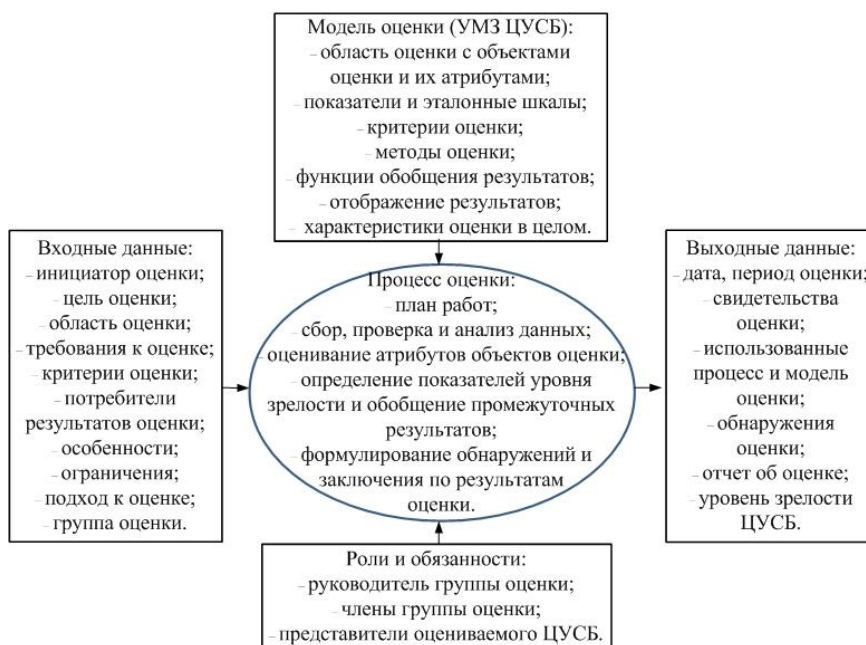 Модель оценки (УМЗ ЦУСБ):
– область оценки с объектами
оценки и их атрибутами;
– показатели и эталонные шкалы;
– критерии оценки;
– методы оценки;
– функции обобщения результатов;
– отображение результатов;
– характеристики оценки в целом.
Входные данные:
– инициатор оценки;
– цель оценки;
– область оценки;
– требования к оценке;
– критерии оценки;
– потребители
результатов оценки;
– особенности;
– ограничения;
– подход к оценке;
– группа оценки.
Процесс оценки:
– план работ;
– сбор, проверка и анализ данных;
– оценивание атрибутов объектов оценки;
– определение показателей уровня
зрелости и обобщение промежуточных
результатов;
– формулирование обнаружений и
заключения по результатам
оценки.
Выходные данные:
– дата, период оценки;
– свидетельства
оценки;
– использованные
процесс и модель
оценки;
– обнаружения
оценки;
– отчет об оценке;
– уровень зрелости
ЦУСБ.
Роли и обязанности:
– руководитель группы оценки;
– члены группы оценки;
– представители оцениваемого ЦУСБ.